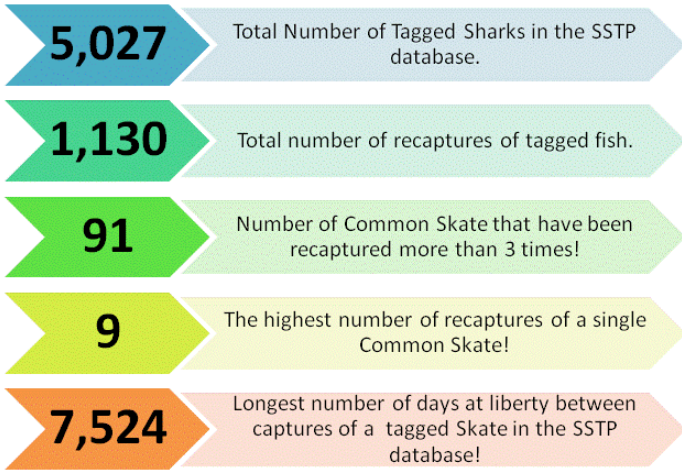 5,027
Total Number of Tagged Sharks in the SSTP
database.
1,130
Total number of recaptures of tagged fish.
91
Number of Common Skate that have been
recaptured more than 3 times!
9
The highest number of recaptures of a single
Common Skate!
7,524
Longest number of days at liberty between
captures of a tagged Skate in the SSTP
database!